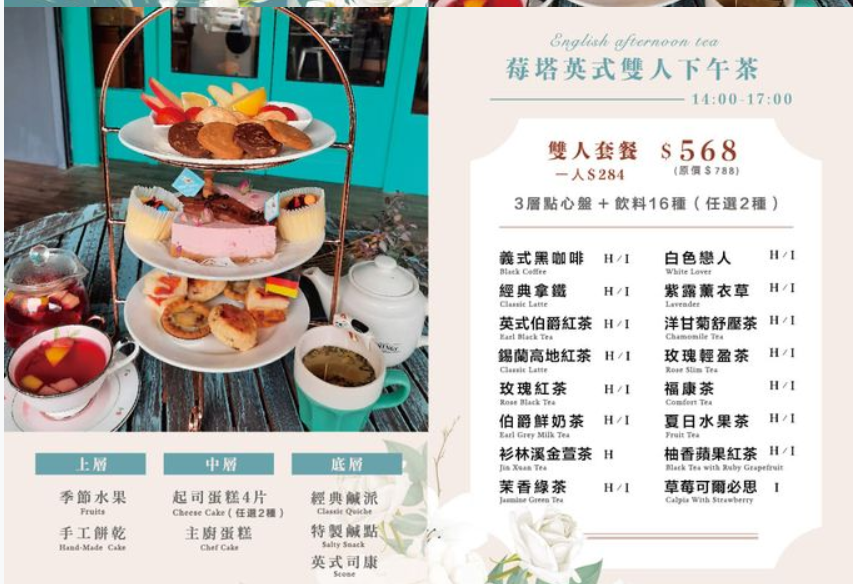 English afternoon tea
莓塔英式雙人下午茶
14:00-17:00
雙人套餐 $568
一人$284 (原價$788)
3層點心盤+飲料16種(任選2種)
義式黑咖啡 H/I
Black Coffee
經典拿鐵 H/I
Classic Latte
英式伯爵紅茶 H/I
Earl Black Tea
錫蘭高地紅茶 H/I
Classic Latte
玫瑰紅茶 H/I
Rose Black Tea
伯爵鮮奶茶 H/I
Earl Grey Milk Tea
衫林溪金萱茶 H
Jin Xuan Tea
茉香綠茶 H/I
Jasmine Green Tea
白色戀人 H/I
White Lover
紫露薰衣草 H/I
Lavender
洋甘菊舒壓茶 H/I
Chamomile Tea
玫瑰輕盈茶 H/I
Rose Slim Tea
福康茶 H/I
Comfort Tea
夏日水果茶 H/I
Fruit Tea
柚香蘋果紅茶 H/I
Black Tea with Ruby Grapefruit
草莓可爾必思 I
Calpis With Strawberry
上層
季節水果
Fruits
手工餅乾
Hand-Made Cake
中層
起司蛋糕4片
Cheese Cake(任選2種)
主廚蛋糕
Chef Cake
底層
經典鹹派
Classic Quiche
特製鹹點
Salty Snack
英式司康
Scone